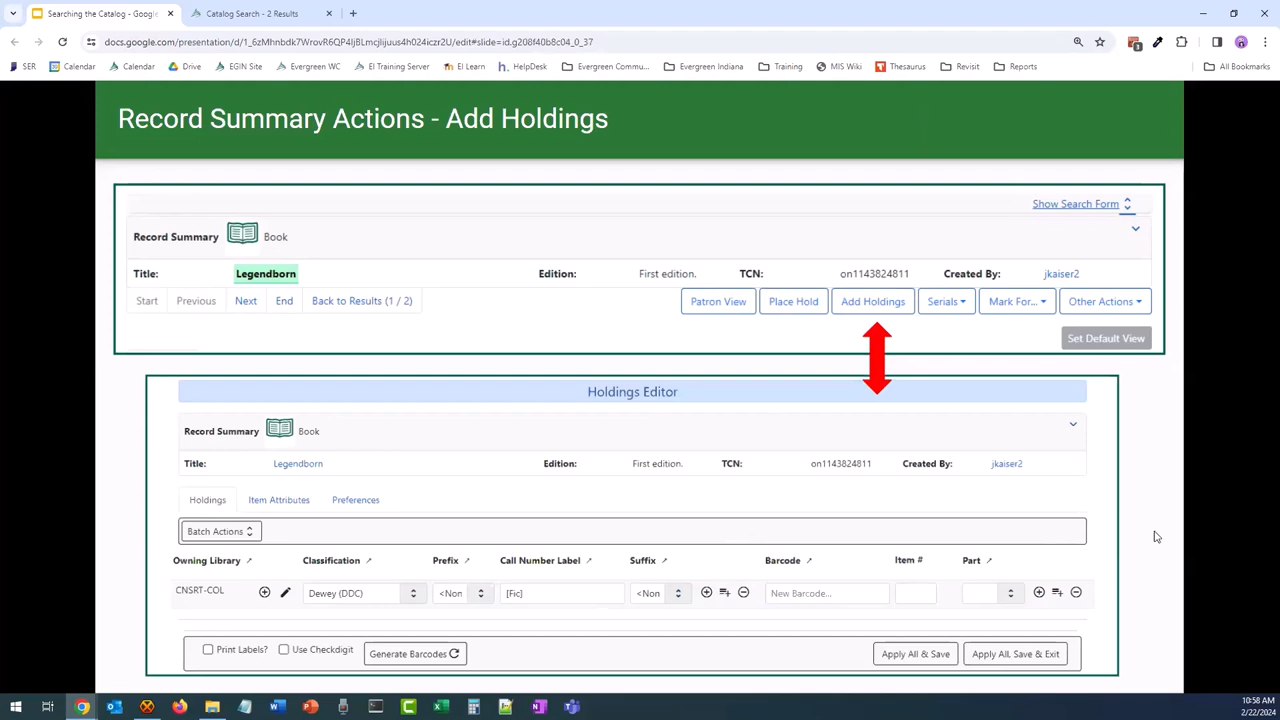 Searching the Catalog - Google
Catalog Search - 2 Results
docs.google.com/presentation/d/1_6zMhnbdk7WrovR6QP4IjBLmcjlijuus4h024iczr2U/edit#slide=id.g208f40b8c04_0_37
SER Calendar Calendar Drive EGIN Site Evergreen WC EI Training Server EI Learn HelpDesk Evergreen Commu... Evergreen Indiana Training MIS Wiki Thesaurus Revisit Reports All Bookmarks
Record Summary Actions - Add Holdings
Show Search Form
Record Summary Book
Title: Legendborn Edition: First edition. TCN: on1143824811 Created By: jkaiser2
Start Previous Next End Back to Results (1 / 2) Patron View Place Hold Add Holdings Serials Mark For... Other Actions
Set Default View
Holdings Editor
Record Summary Book
Title: Legendborn Edition: First edition. TCN: on1143824811 Created By: jkaiser2
Holdings Item Attributes Preferences
Batch Actions
Owning Library Classification Prefix Call Number Label Suffix Barcode Item # Part
CNSRT-COL Dewey (DDC) <Non [Fic] <Non New Barcode...
Print Labels? Use Checkdigit Generate Barcodes Apply All & Save Apply All, Save & Exit
10:58 AM
2/22/2024